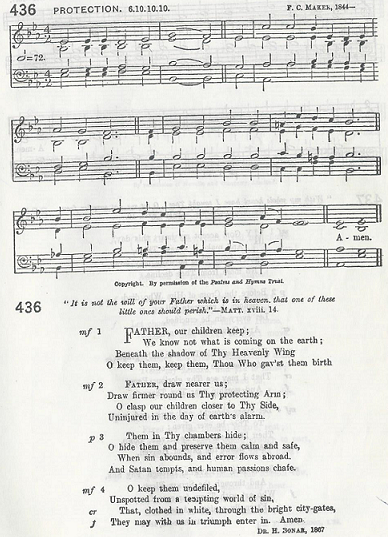 436 PROTECTION. 6.10.10.10. F. C. MAKER, 1844—
=72.
A - men.
Copyright. By permission of the Psalms and Hymns Trust.
436
"It is not the will of your Father which is in heaven, that one of these
little ones should perish."—MATT. xviii. 14.
mf 1 FATHER, our children keep;
We know not what is coming on the earth;
Beneath the shadow of Thy Heavenly Wing
O keep them, keep them, Thou Who gav'st them birth
mf 2 FATHER, draw nearer us;
Draw firmer round us Thy protecting Arm;
O clasp our children closer to Thy Side,
Uninjured in the day of earth's alarm.
p 3 Them in Thy chambers hide;
O hide them and preserve them calm and safe,
When sin abounds, and error flows abroad.
And Satan tempts, and human passions chafe.
mf 4 O keep them undefiled,
Unspotted from a tempting world of sin,
cr That, clothed in white, through the bright city-gates,
f They may with us in triumph enter in. Amen.
DR. H. BONAR, 1867